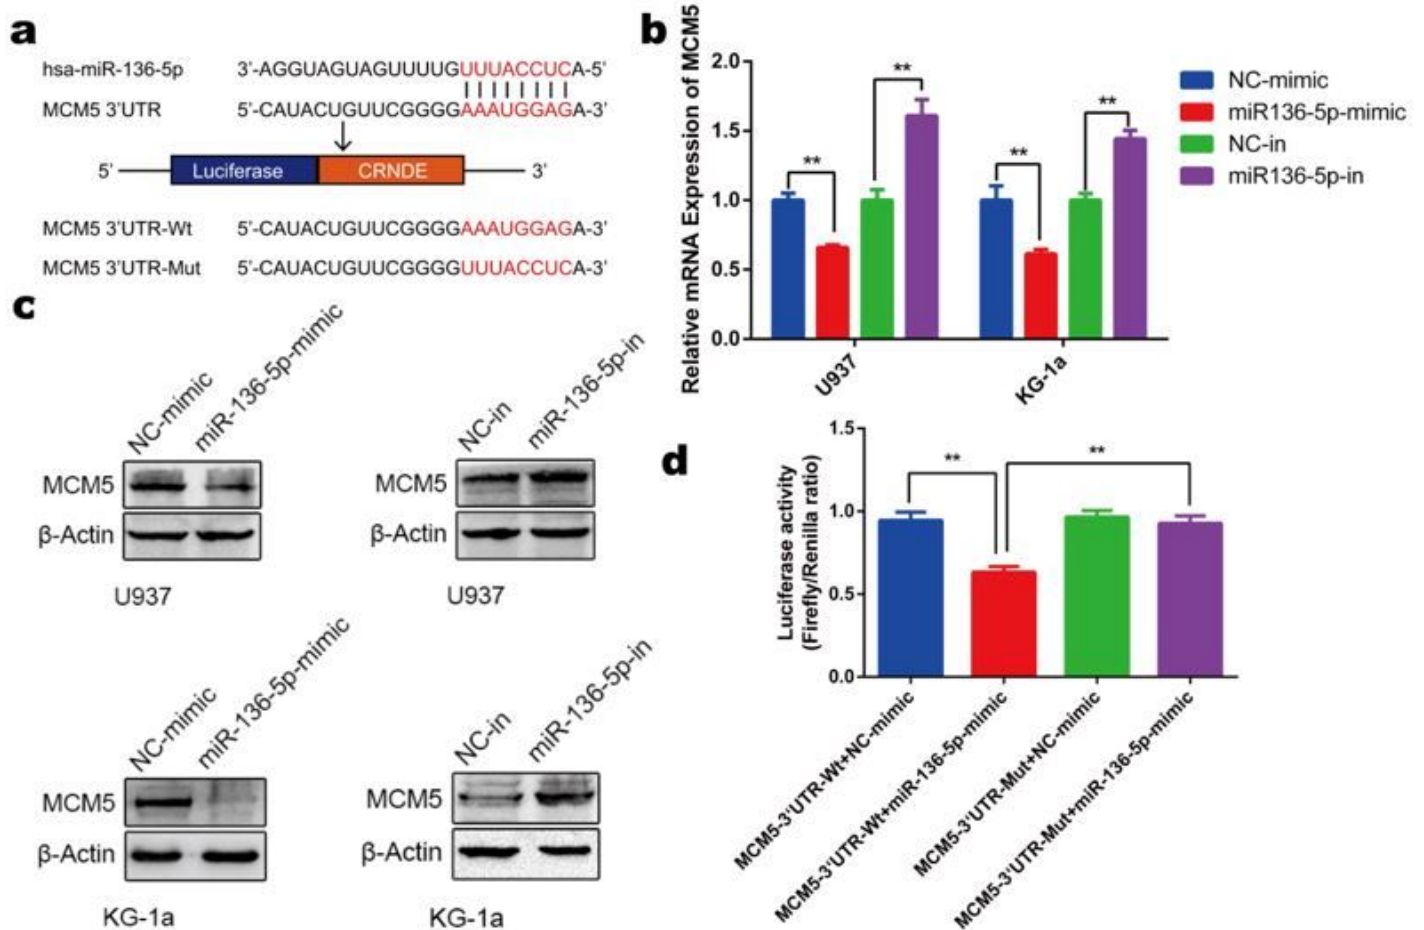 a
hsa-miR-136-5p 3'-AGGUAGUAGUUUUGUUUACCUCA-5'
MCM5 3'UTR 5'-CAUACUGUUCGGGGAAAUGGAGA-3'
5' Luciferase CRNDE 3'
MCM5 3'UTR-Wt 5'-CAUACUGUUCGGGGAAAUGGAGA-3'
MCM5 3'UTR-Mut 5'-CAUACUGUUCGGGGUUUACCUCA-3'
b
Relative mRNA Expression of MCM5
2.0
1.5
1.0
0.5
0.0
** ** ** **
U937 KG-1a
NC-mimic
miR136-5p-mimic
NC-in
miR136-5p-in
c
NC-mimic miR-136-5p-mimic
MCM5
β-Actin
U937
NC-in miR-136-5p-in
MCM5
β-Actin
U937
NC-mimic miR-136-5p-mimic
MCM5
β-Actin
KG-1a
NC-in miR-136-5p-in
MCM5
β-Actin
KG-1a
d
Luciferase activity
(Firefly/Renilla ratio)
1.5
1.0
0.5
0.0
** **
MCM5-3'UTR-Wt+NC-mimic
MCM5-3'UTR-Wt+miR-136-5p-mimic
MCM5-3'UTR-Mut+NC-mimic
MCM5-3'UTR-Mut+miR-136-5p-mimic